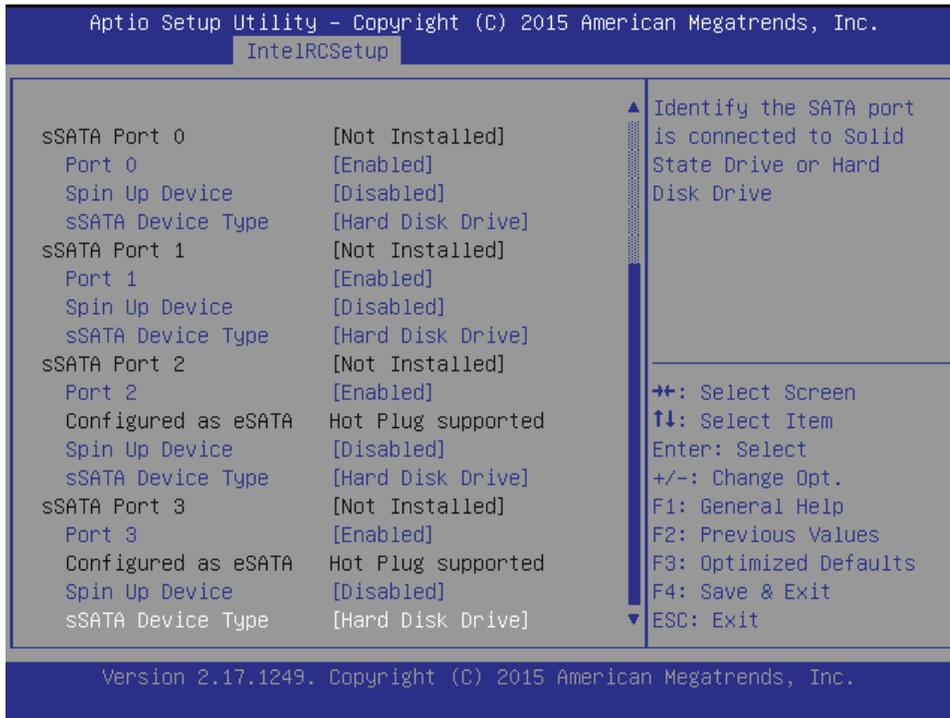 Aptio Setup Utility – Copyright (C) 2015 American Megatrends, Inc.
IntelRCSetup
sSATA Port 0 [Not Installed]
Port 0 [Enabled]
Spin Up Device [Disabled]
sSATA Device Type [Hard Disk Drive]
sSATA Port 1 [Not Installed]
Port 1 [Enabled]
Spin Up Device [Disabled]
sSATA Device Type [Hard Disk Drive]
sSATA Port 2 [Not Installed]
Port 2 [Enabled]
Configured as eSATA Hot Plug supported
Spin Up Device [Disabled]
sSATA Device Type [Hard Disk Drive]
sSATA Port 3 [Not Installed]
Port 3 [Enabled]
Configured as eSATA Hot Plug supported
Spin Up Device [Disabled]
sSATA Device Type [Hard Disk Drive]
Identify the SATA port
is connected to Solid
State Drive or Hard
Disk Drive
→←: Select Screen
↑↓: Select Item
Enter: Select
+/-: Change Opt.
F1: General Help
F2: Previous Values
F3: Optimized Defaults
F4: Save & Exit
ESC: Exit
Version 2.17.1249. Copyright (C) 2015 American Megatrends, Inc.